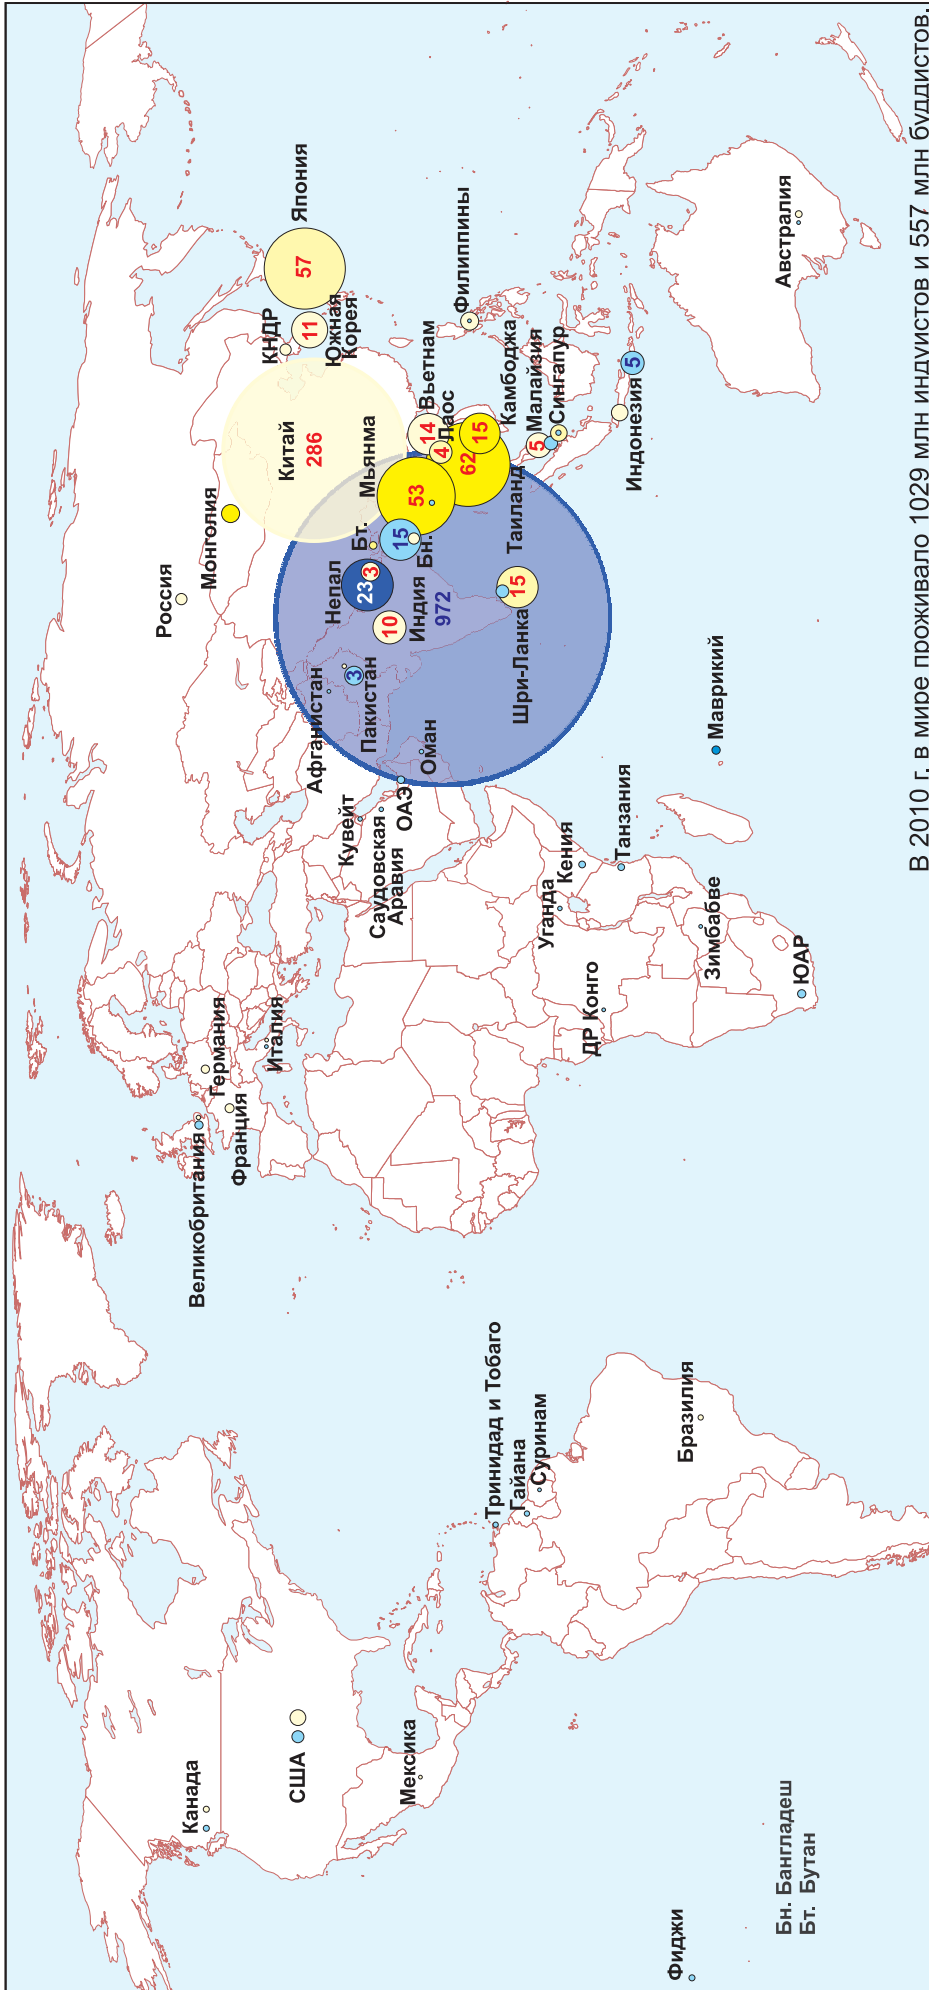 Канада
США
Мексика
Тринидад и Тобаго
Гайана
Суринам
Бразилия
Фиджи
Великобритания
Франция
Германия
Италия
Россия
Монголия
Китай
286
КНДР
Южная
Корея
11
Япония
57
Афганистан
Пакистан
3
Непал
23
3
Бт.
Бн.
15
Индия
972
10
Мьянма
53
Вьетнам
14
Лаос
4
Таиланд
62
Камбоджа
15
Филиппины
Малайзия
5
Сингапур
Индонезия
5
Шри-Ланка
15
Кувейт
Саудовская
Аравия
ОАЭ
Оман
Уганда
Кения
Танзания
ДР Конго
Зимбабве
ЮАР
Маврикий
Австралия
Бн. Бангладеш
Бт. Бутан
В 2010 г. в мире проживало 1029 млн индуистов и 557 млн буддистов.